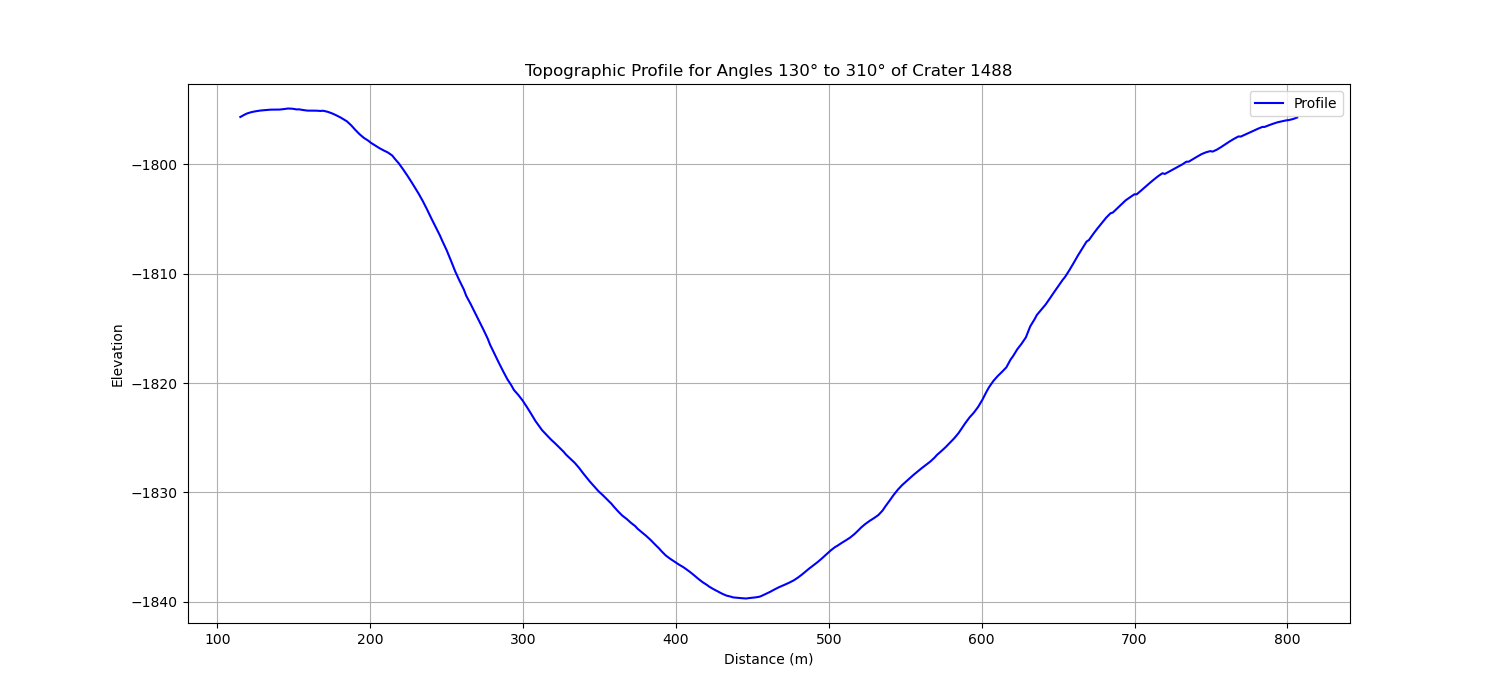 Topographic Profile for Angles 130° to 310° of Crater 1488
Profile
Elevation
−1800
−1810
−1820
−1830
−1840
100 200 300 400 500 600 700 800
Distance (m)